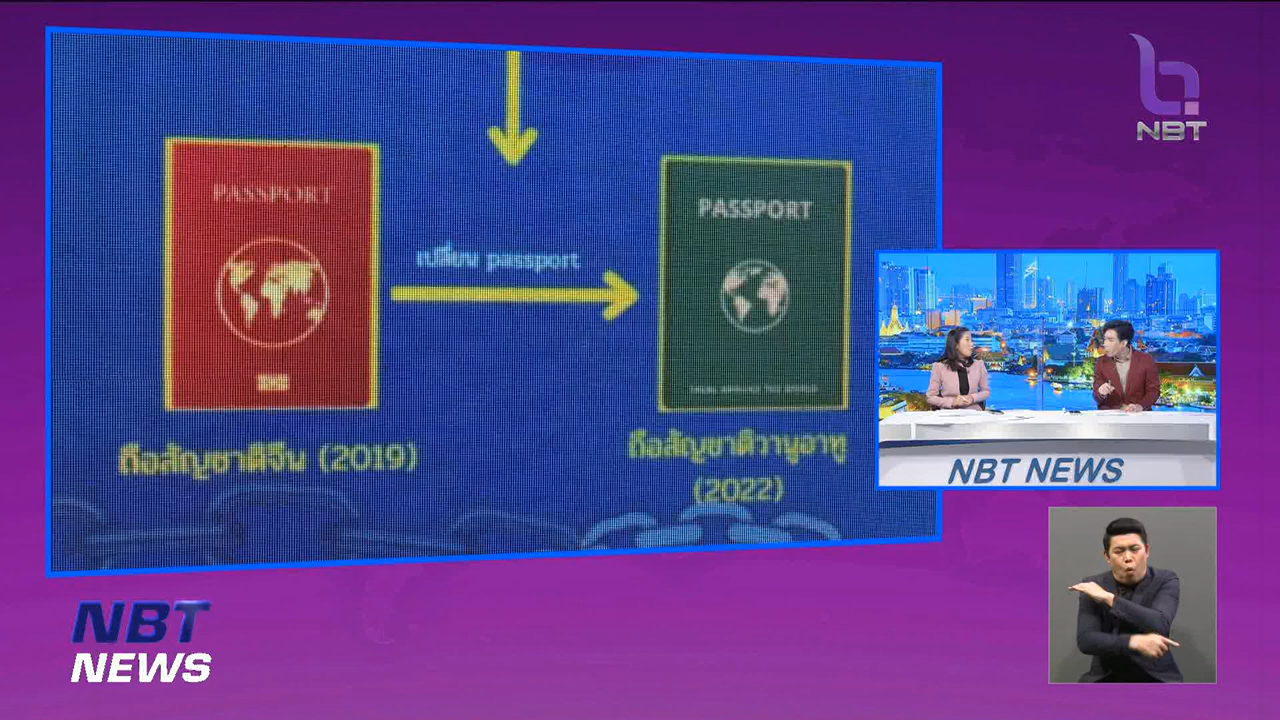 NBT
PASSPORT
PASSPORT
เปลี่ยน passport
ถือสัญชาติจีน (2019)
ถือสัญชาติวานูอาทู
(2022)
NBT NEWS
NBT
NEWS